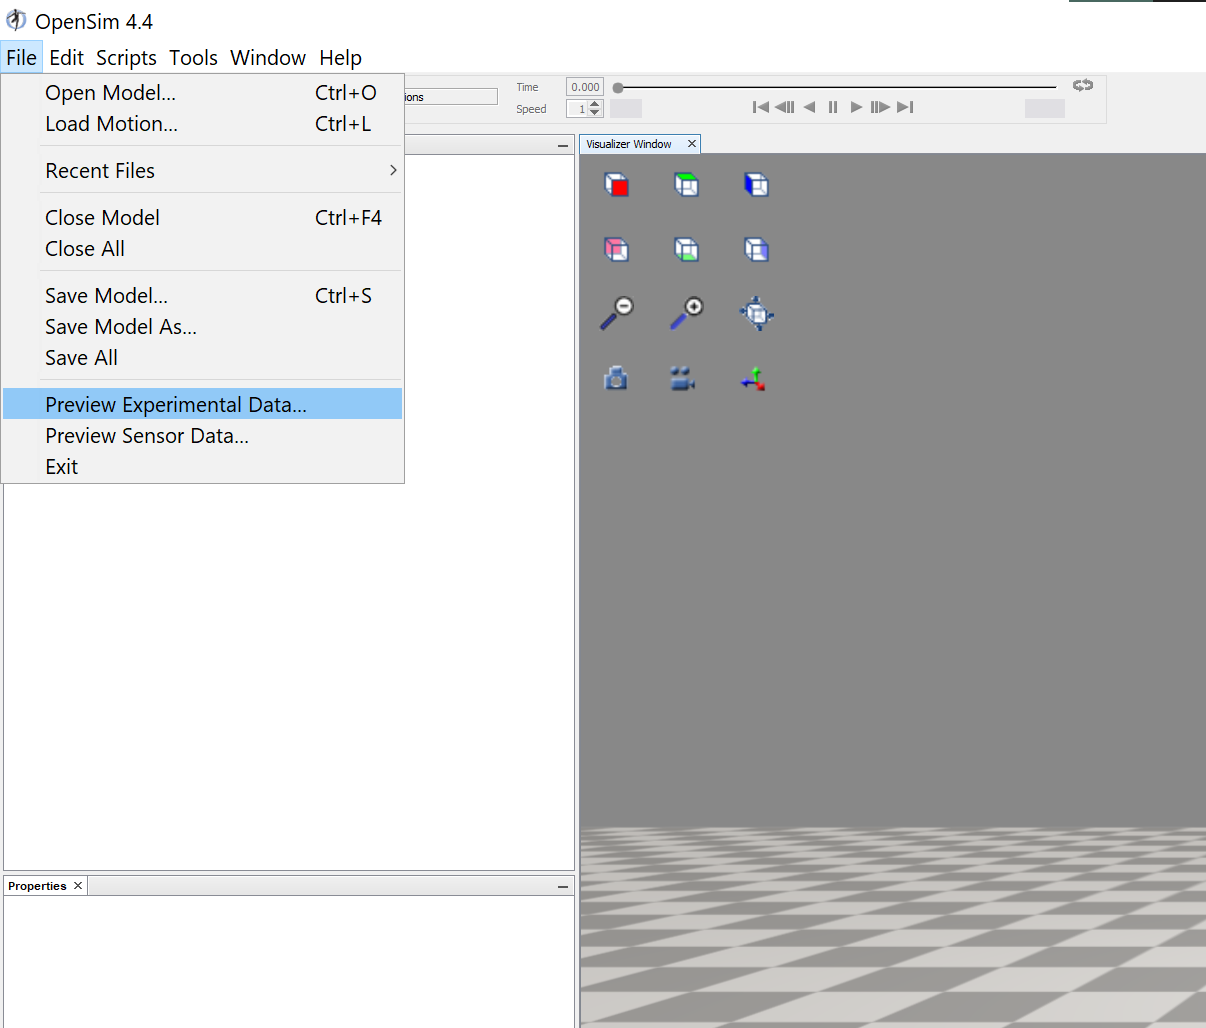 OpenSim 4.4
File Edit Scripts Tools Window Help
Open Model... Ctrl+O
Load Motion... Ctrl+L
Recent Files
Close Model Ctrl+F4
Close All
Save Model... Ctrl+S
Save Model As...
Save All
Preview Experimental Data...
Preview Sensor Data...
Exit
ions
Time 0.000
Speed 1
Visualizer Window
Properties